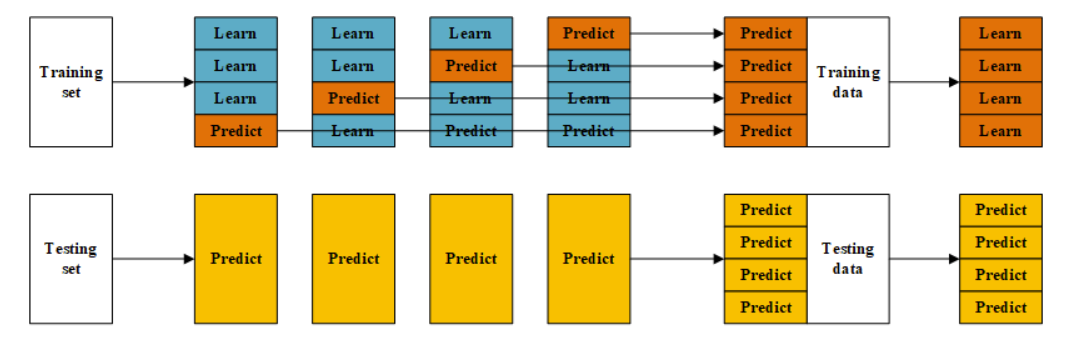 Learn Learn Learn Predict Predict Learn
Learn Learn Predict Learn Predict Learn
Training set
Training data
Learn Predict Learn Learn Predict Learn
Predict Learn Predict Predict Predict Learn
Predict Predict
Predict Predict
Testing set
Predict Predict Predict Predict
Testing data
Predict Predict
Predict Predict